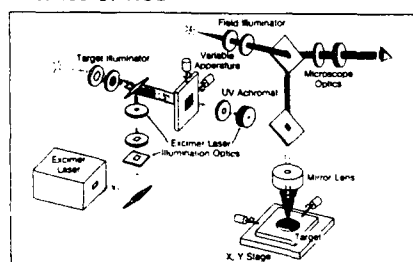 Field Illuminator
Target Illuminator
Variable
Apperature
Microscope
Optics
UV Achromat
Excimer Laser
Illumination Optics
Excimer
Laser
Mirror Lens
Target
X, Y Stage